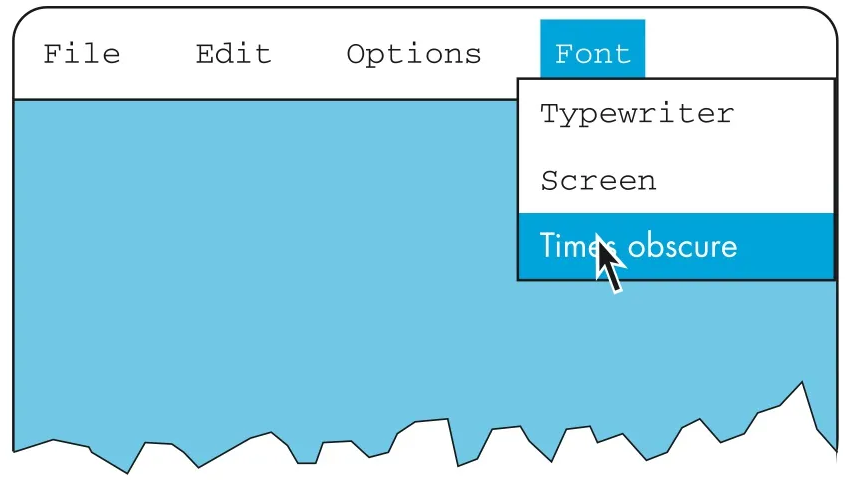 File Edit Options Font
Typewriter
Screen
Times obscure